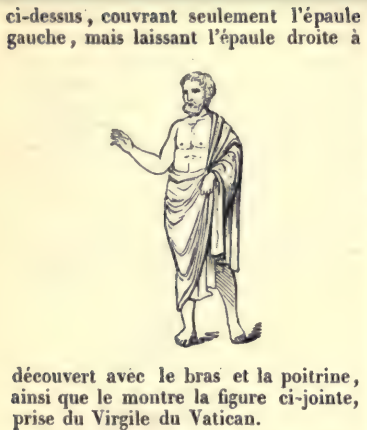 ci-dessus, couvrant seulement l'épaule
gauche, mais laissant l'épaule droite à
découvert avec le bras et la poitrine,
ainsi que le montre la figure ci-jointe,
prise du Virgile du Vatican.